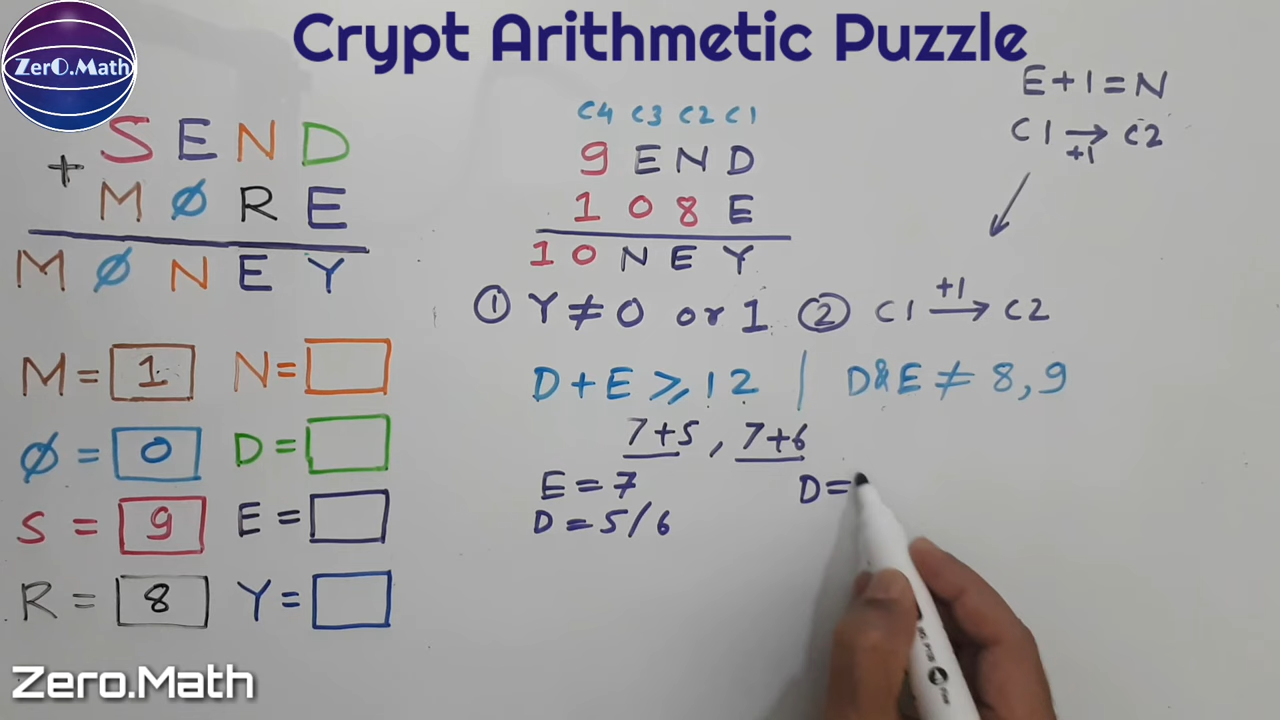 Crypt Arithmetic Puzzle
ZerO.Math
SEND
+ MØRE
MØNEY
M = 1 N =
Ø = 0 D =
S = 9 E =
R = 8 Y =
C4 C3 C2 C1
9 E N D
1 0 8 E
1 0 N E Y
E+1=N
C1 →+1 C2
① Y ≠ 0 or 1 ② C1 +1→ C2
D + E ⩾ 12 | D&E ≠ 8,9
7+5, 7+6
E = 7
D = 5/6
D=
Zero.Math